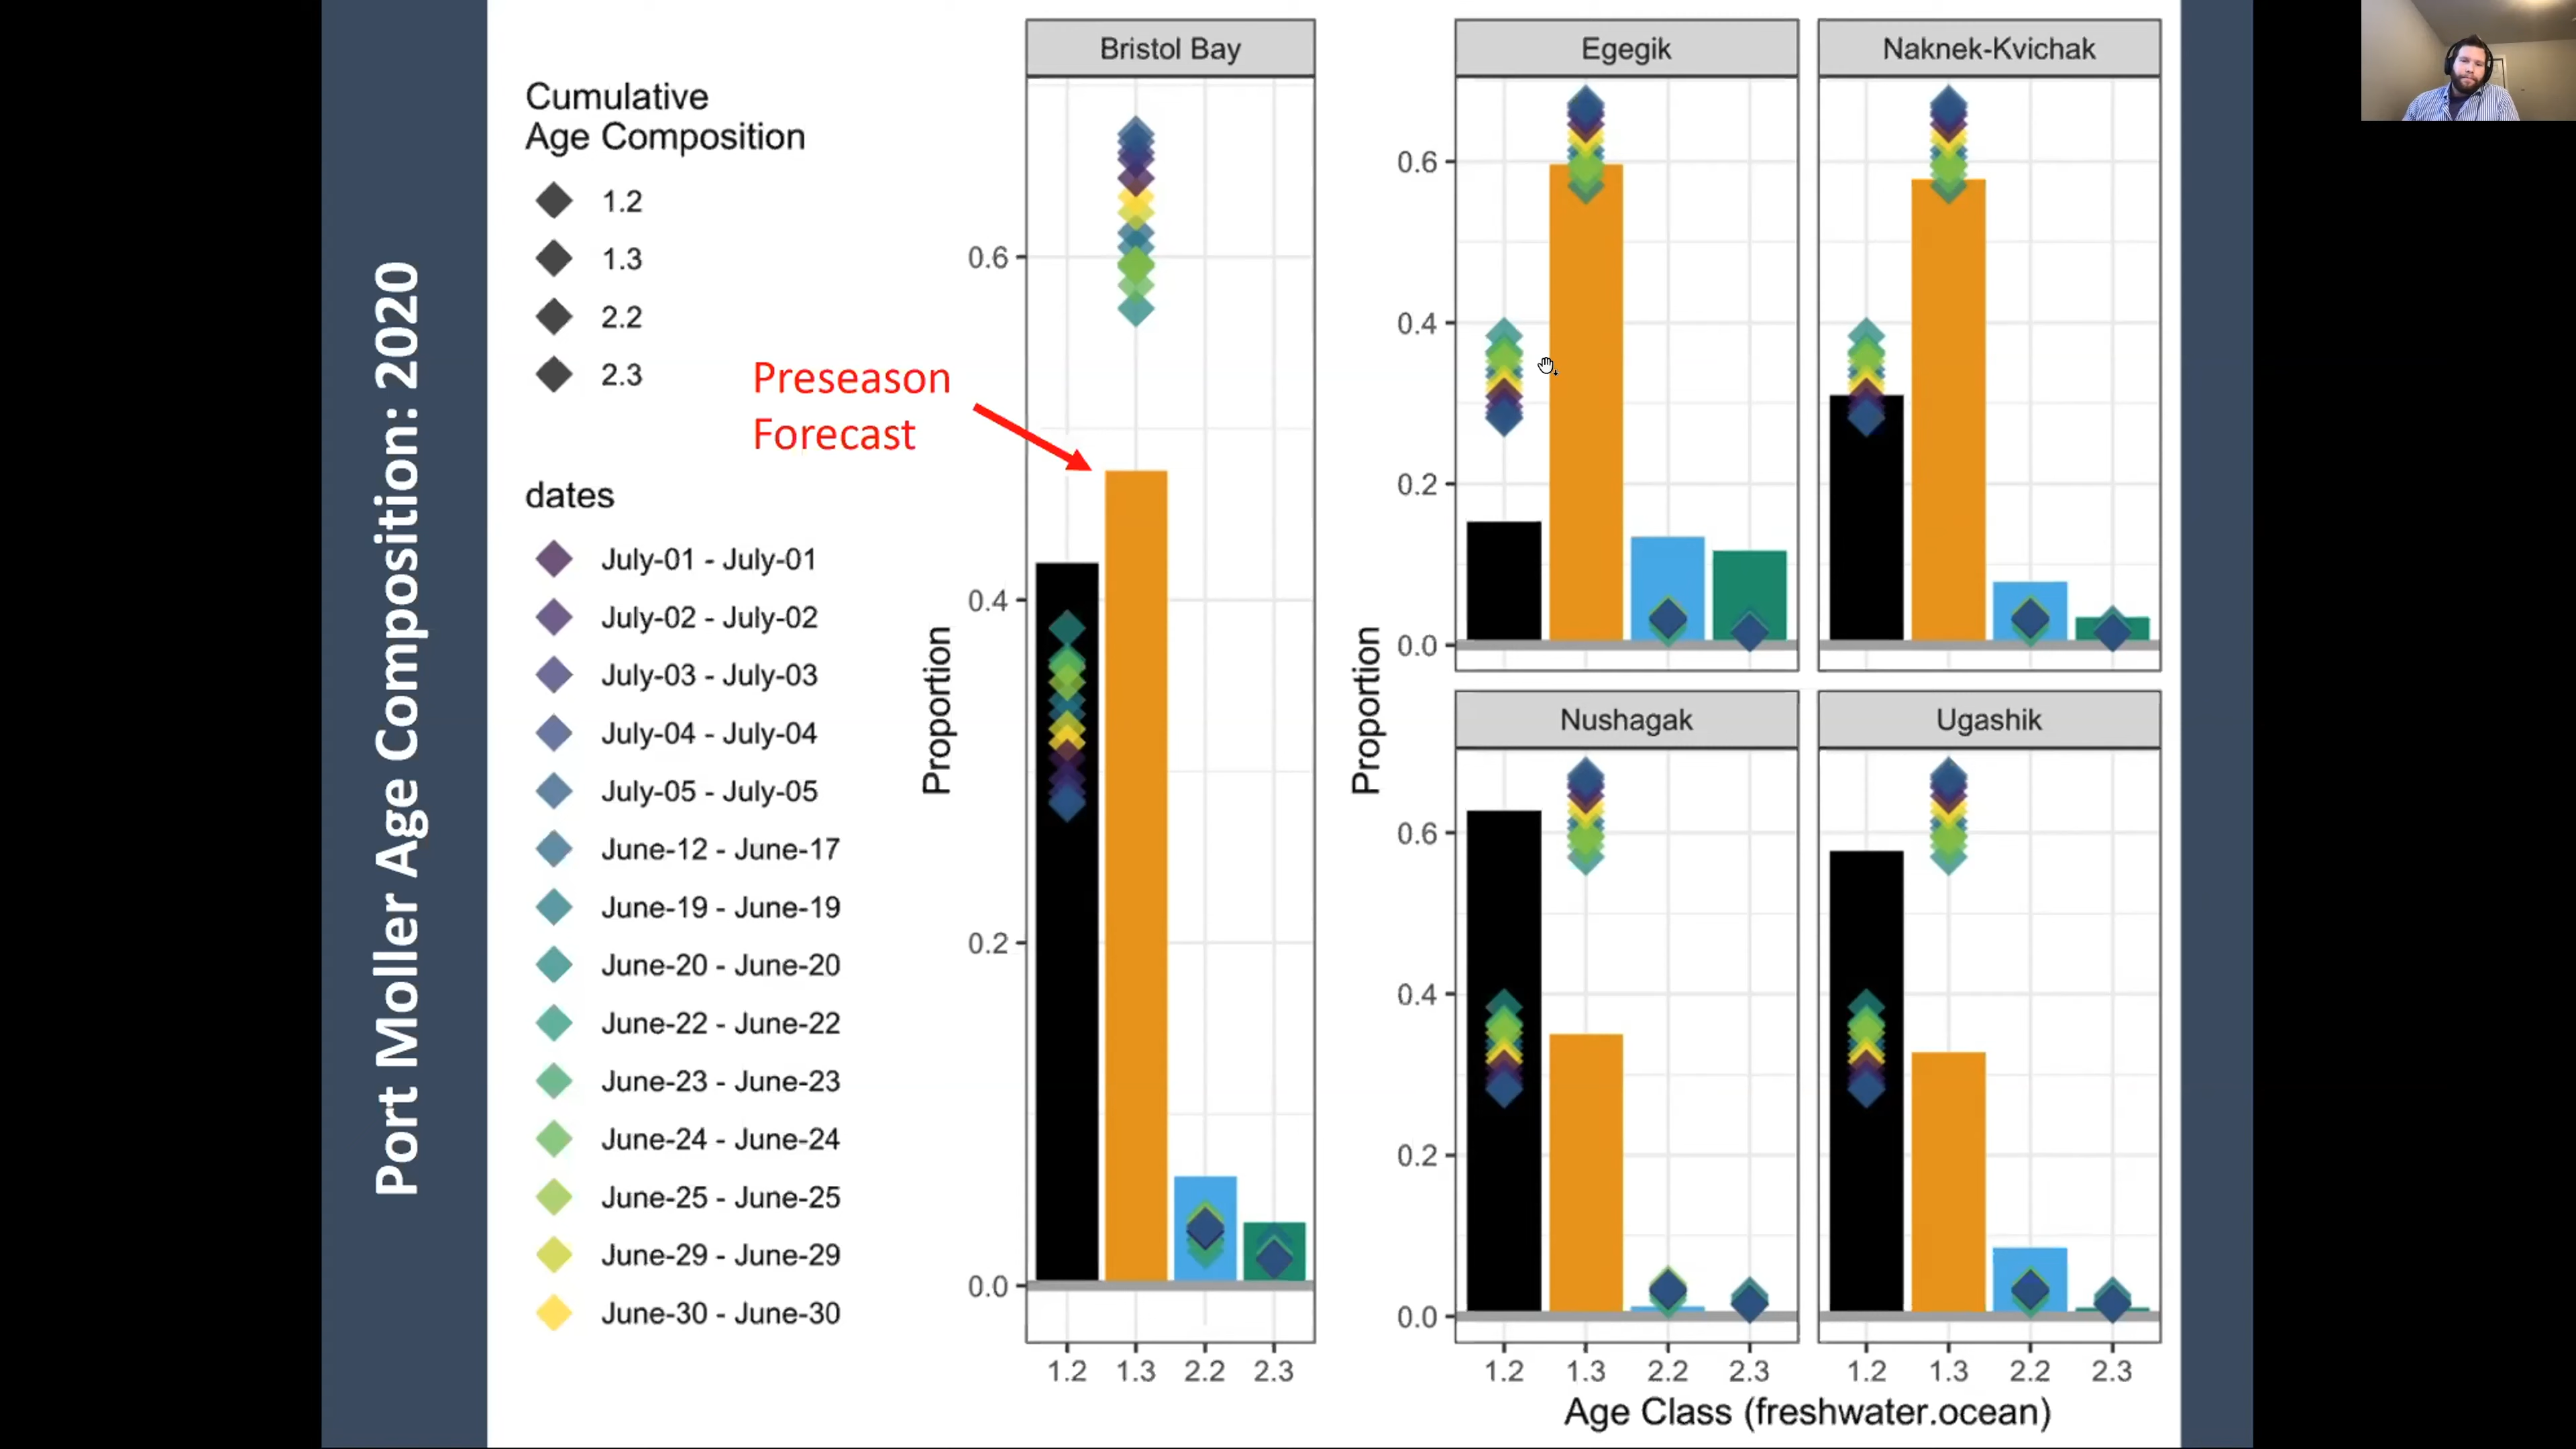 Port Moller Age Composition: 2020
Cumulative
Age Composition
1.2
1.3
2.2
2.3
dates
July-01 - July-01
July-02 - July-02
July-03 - July-03
July-04 - July-04
July-05 - July-05
June-12 - June-17
June-19 - June-19
June-20 - June-20
June-22 - June-22
June-23 - June-23
June-24 - June-24
June-25 - June-25
June-29 - June-29
June-30 - June-30
Preseason
Forecast
Bristol Bay
Proportion
0.6
0.4
0.2
0.0
1.2 1.3 2.2 2.3
Egegik
Naknek-Kvichak
Proportion
0.6
0.4
0.2
0.0
Nushagak
Ugashik
0.6
0.4
0.2
0.0
1.2 1.3 2.2 2.3
1.2 1.3 2.2 2.3
Age Class (freshwater.ocean)